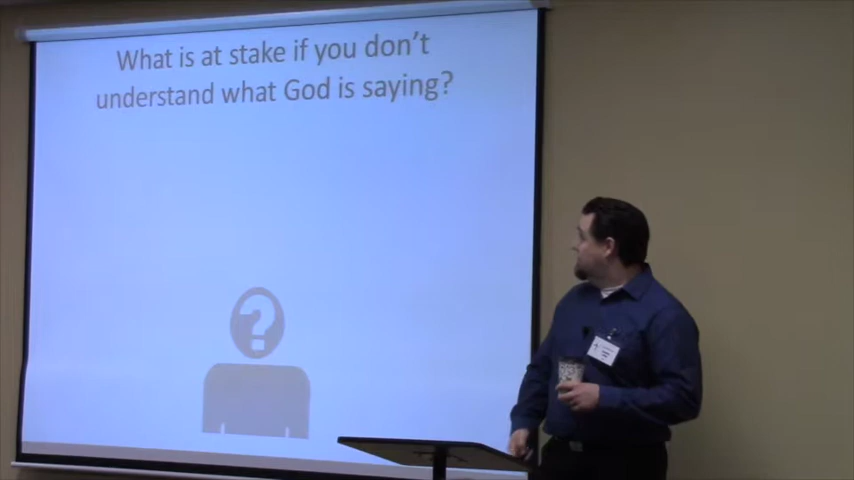 What is at stake if you don't
understand what God is saying?
?